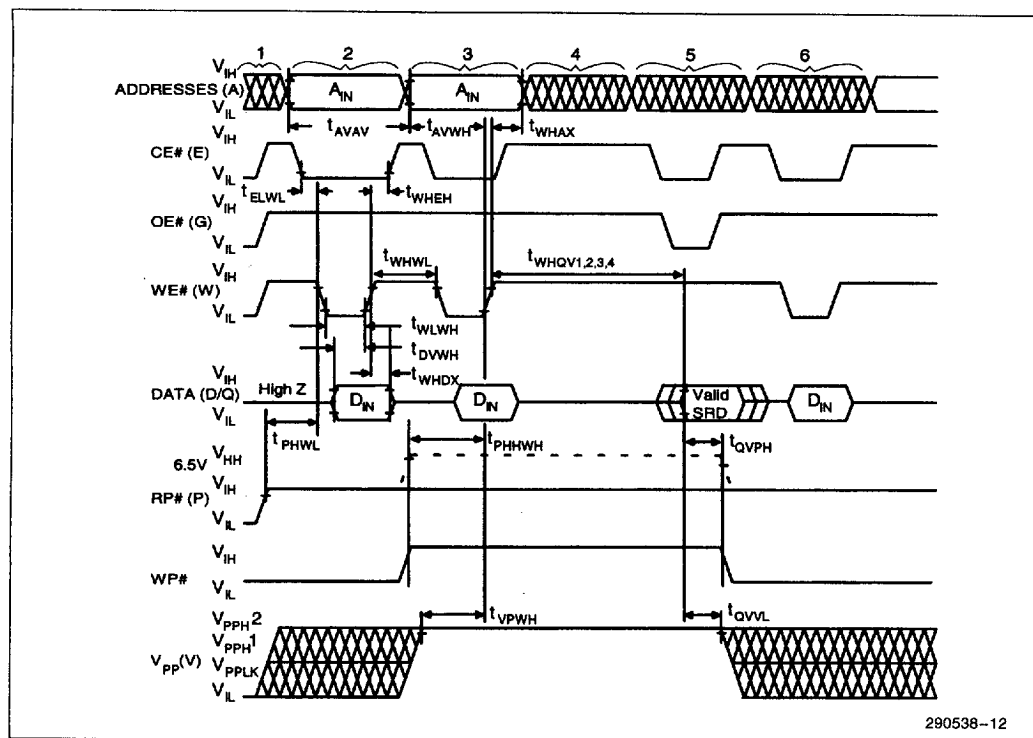 1 2 3 4 5 6
V_IH
ADDRESSES (A) A_IN A_IN
V_IL
t_AVAV t_AVWH t_WHAX
V_IH
CE# (E)
V_IL
t_ELWL t_WHEH
V_IH
OE# (G)
V_IL
t_WHWL t_WHQV1,2,3,4
V_IH
WE# (W)
V_IL
t_WLWH
t_DVWH
t_WHDX
V_IH High Z
DATA (D/Q) D_IN D_IN Valid D_IN
SRD
V_IL
t_PHWL t_PHHWH t_QVPH
6.5V V_HH
V_IH
RP# (P)
V_IL
V_IH
WP#
V_IL
t_VPWH t_QVVL
V_PPH2
V_PPH1
V_PP(V) V_PPLK
V_IL
290538-12